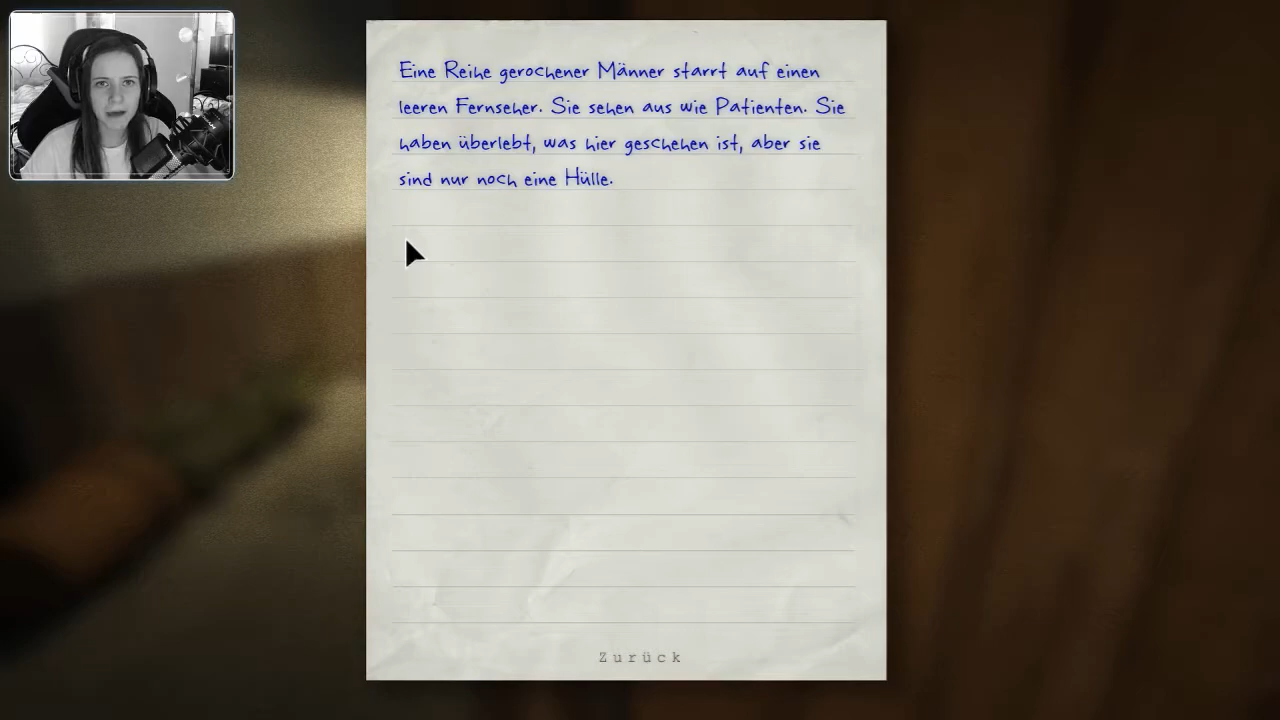 Eine Reihe gerochener Männer starrt auf einen
leeren Fernseher. Sie sehen aus wie Patienten. Sie
haben überlebt, was hier geschehen ist, aber sie
sind nur noch eine Hülle.
Zurück